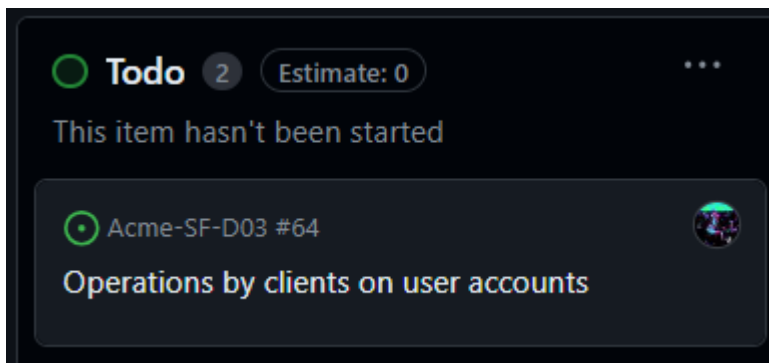 Todo 2 Estimate: 0
This item hasn't been started
Acme-SF-D03 #64
Operations by clients on user accounts